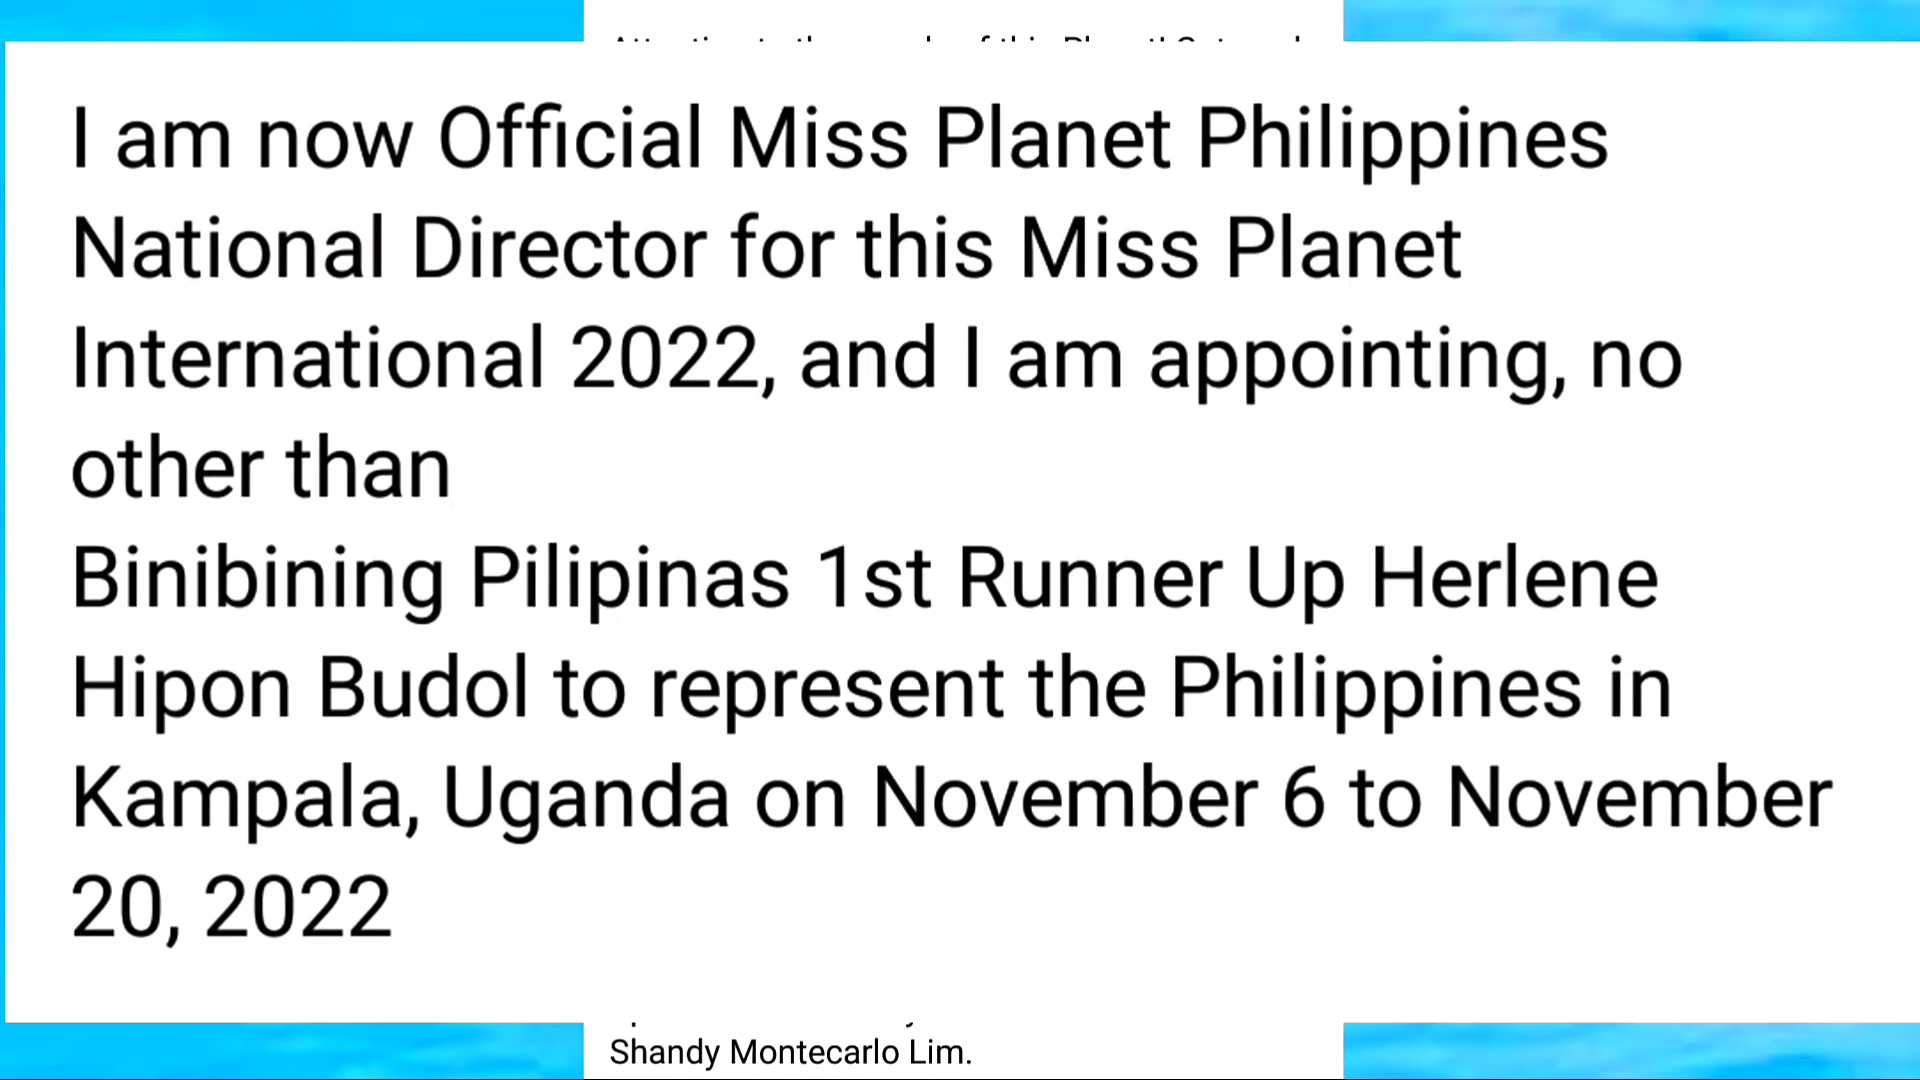 I am now Official Miss Planet Philippines
National Director for this Miss Planet
International 2022, and I am appointing, no
other than
Binibining Pilipinas 1st Runner Up Herlene
Hipon Budol to represent the Philippines in
Kampala, Uganda on November 6 to November
20, 2022
Shandy Montecarlo Lim.